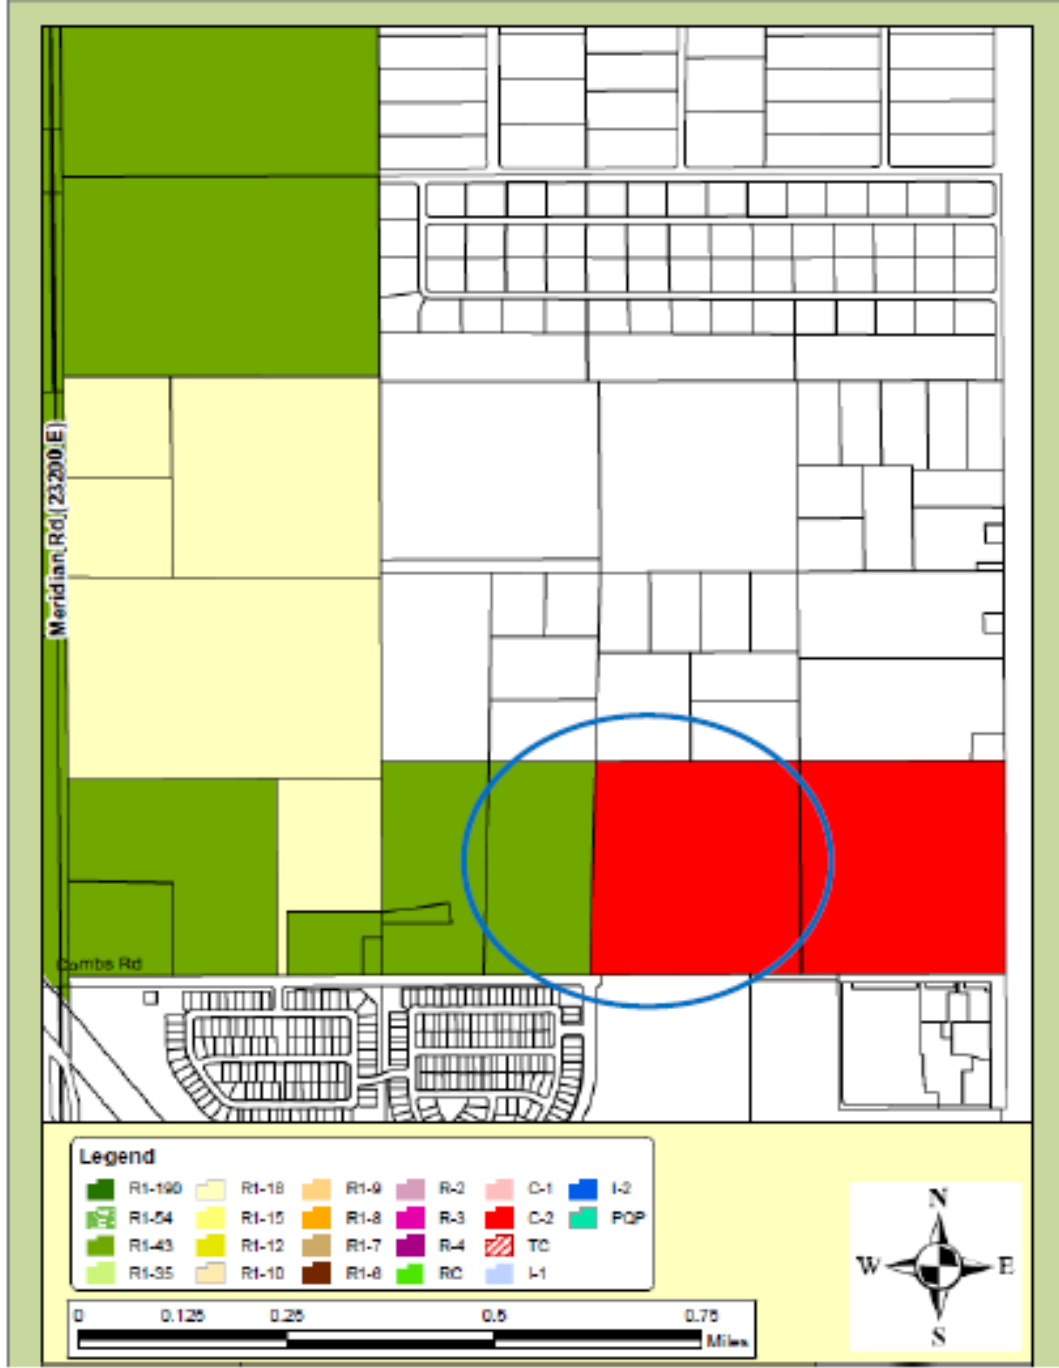 Meridian Rd (23200 E)
Combs Rd
Legend
R1-190 R1-18 R1-9 R-2 C-1 I-2
R1-54 R1-15 R1-8 R-3 C-2 PQP
R1-43 R1-12 R1-7 R-4 TC
R1-35 R1-10 R1-6 RC I-1
0 0.125 0.25 0.5 0.75
Miles
N
W E
S